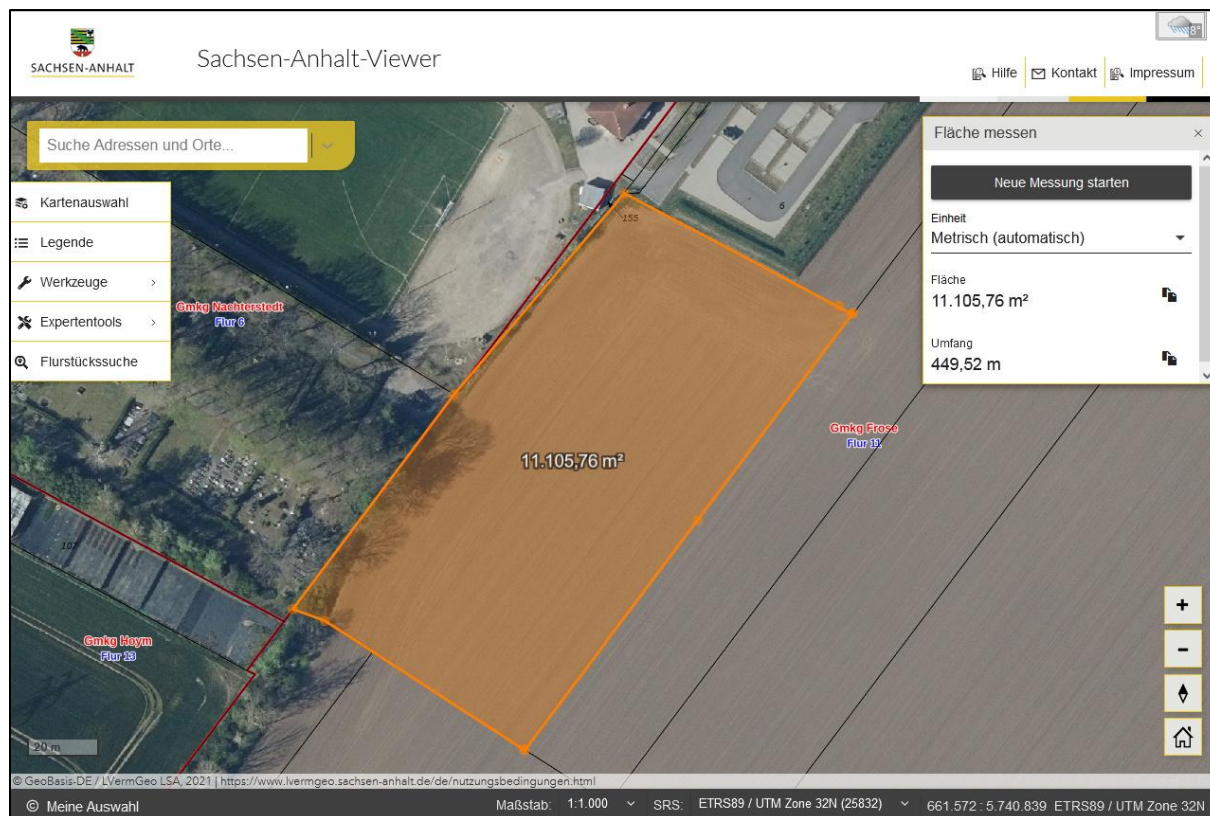 8°
SACHSEN-ANHALT
Sachsen-Anhalt-Viewer
Hilfe
Kontakt
Impressum
Suche Adressen und Orte...
Fläche messen
×
Neue Messung starten
Einheit
Metrisch (automatisch)
Fläche
11.105,76 m²
Umfang
449,52 m
Kartenauswahl
Legende
Werkzeuge
Expertentools
Flurstückssuche
155
6
Gmkg Nachterstedt
Flur 6
Gmkg Frose
Flur 11
11.105,76 m²
107
Gmkg Hoym
Flur 13
+
-
20 m
© GeoBasis-DE / LVermGeo LSA, 2021 | https://www.lvermgeo.sachsen-anhalt.de/de/nutzungsbedingungen.html
© Meine Auswahl
Maßstab: 1:1.000
SRS: ETRS89 / UTM Zone 32N (25832)
661.572 : 5.740.839 ETRS89 / UTM Zone 32N